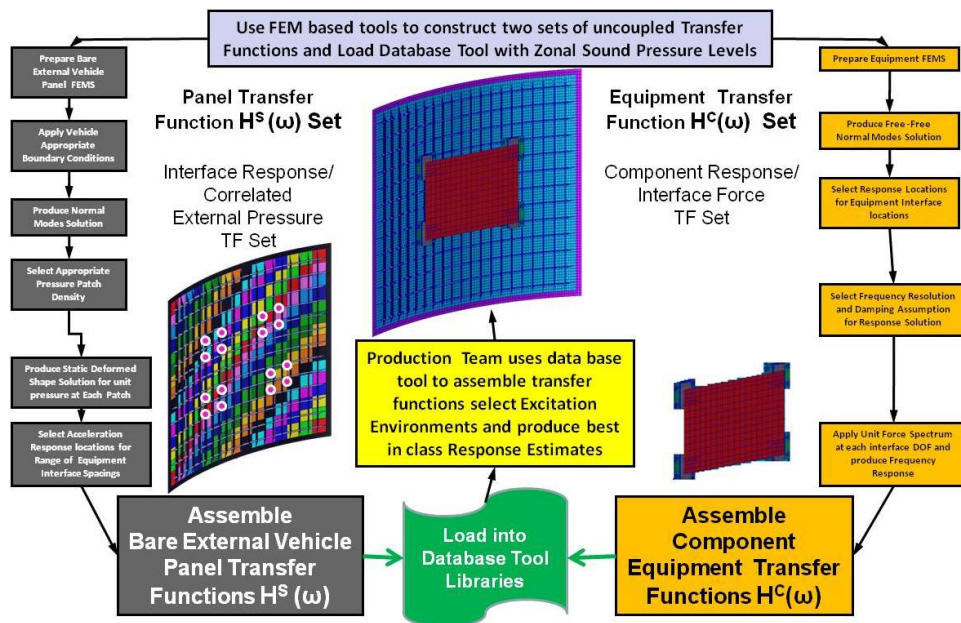 Use FEM based tools to construct two sets of uncoupled Transfer
Functions and Load Database Tool with Zonal Sound Pressure Levels
Prepare Bare
External Vehicle
Panel FEMS
Apply Vehicle
Appropriate
Boundary Conditions
Produce Normal
Modes Solution
Select Appropriate
Pressure Patch
Density
Produce Static Deformed
Shape Solution for unit
pressure at Each Patch
Select Acceleration
Response locations for
Range of Equipment
Interface Spacings
Assemble
Bare External Vehicle
Panel Transfer
Functions H^S (ω)
Panel Transfer
Function H^S (ω) Set
Interface Response/
Correlated
External Pressure
TF Set
Equipment Transfer
Function H^C(ω) Set
Component Response/
Interface Force
TF Set
Production Team uses data base
tool to assemble transfer
functions select Excitation
Environments and produce best
in class Response Estimates
Load into
Database Tool
Libraries
Prepare Equipment FEMS
Produce Free -Free
Normal Modes Solution
Select Response Locations
for Equipment Interface
locations
Select Frequency Resolution
and Damping Assumption
for Response Solution
Apply Unit Force Spectrum
at each interface DOF and
produce Frequency
Response
Assemble
Component
Equipment Transfer
Functions H^C(ω)